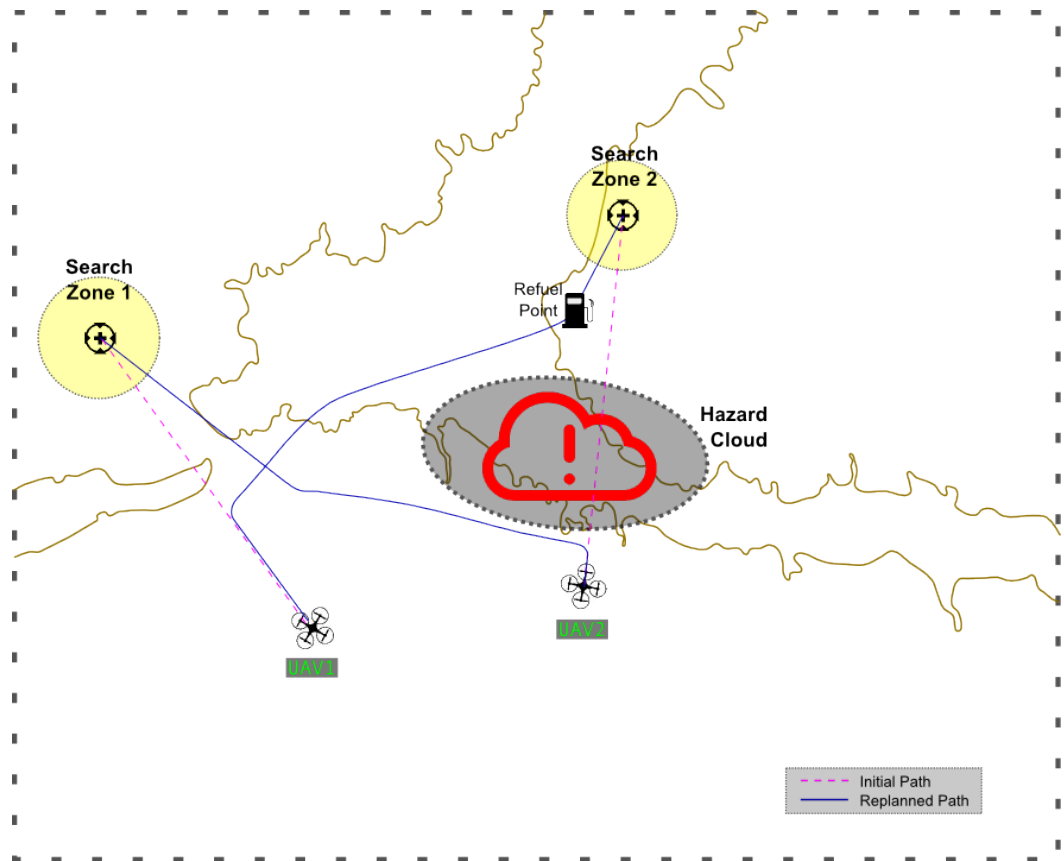 Search
Zone 2
Search
Zone 1
Refuel
Point
Hazard
Cloud
UAV2
UAV1
Initial Path
Replanned Path